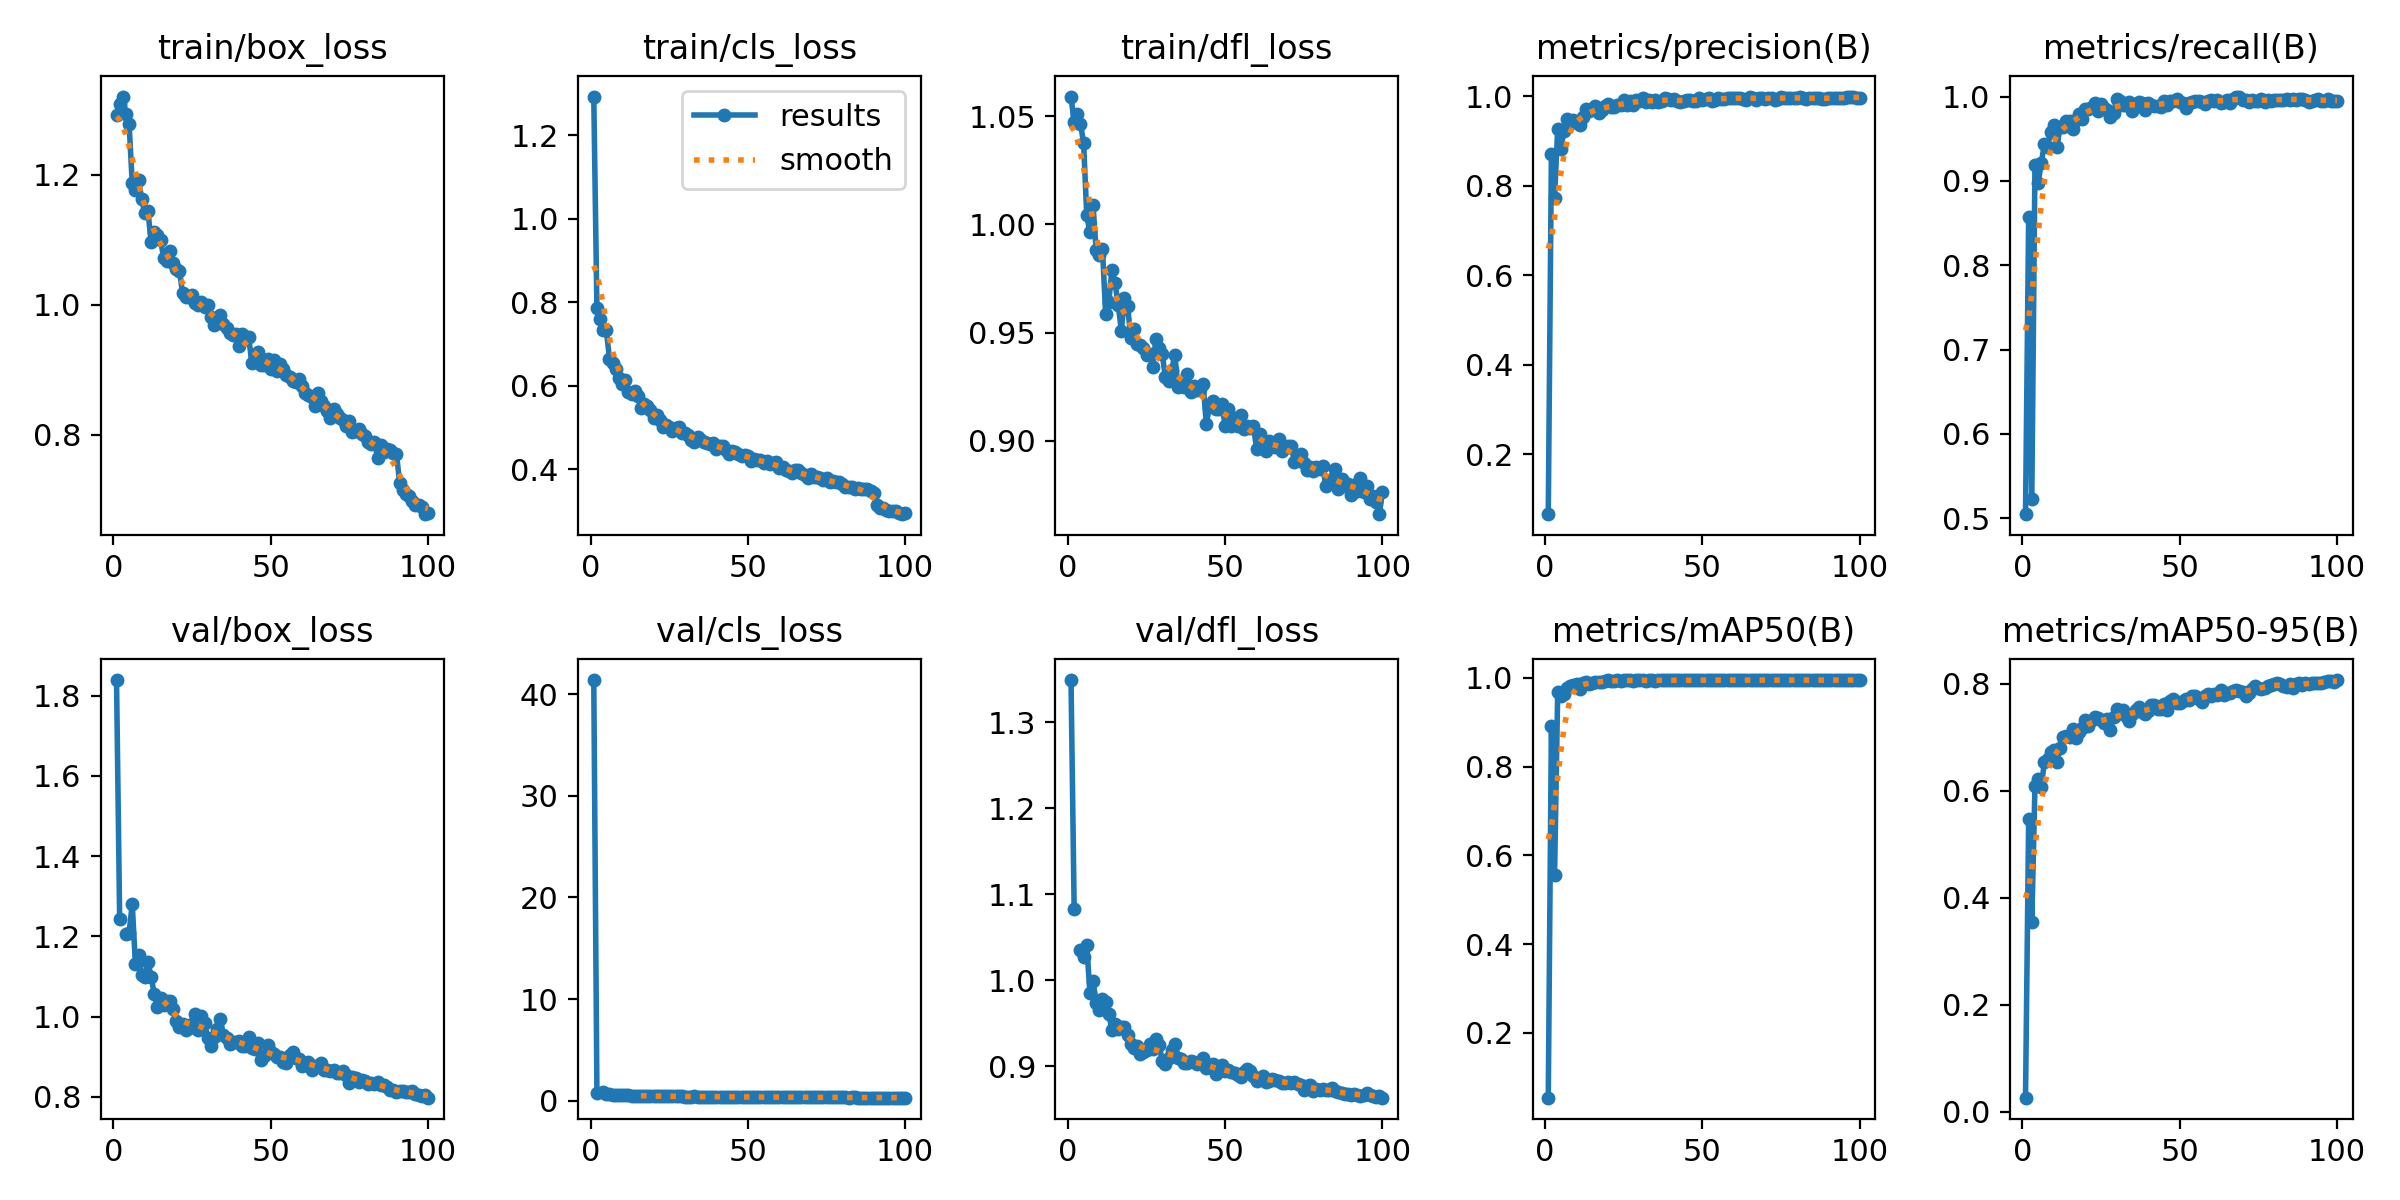 train/box_loss
1.2
1.0
0.8
0 50 100
train/cls_loss
results
smooth
1.2
1.0
0.8
0.6
0.4
0 50 100
train/dfl_loss
1.05
1.00
0.95
0.90
0 50 100
metrics/precision(B)
1.0
0.8
0.6
0.4
0.2
0 50 100
metrics/recall(B)
1.0
0.9
0.8
0.7
0.6
0.5
0 50 100
val/box_loss
1.8
1.6
1.4
1.2
1.0
0.8
0 50 100
val/cls_loss
40
30
20
10
0
0 50 100
val/dfl_loss
1.3
1.2
1.1
1.0
0.9
0 50 100
metrics/mAP50(B)
1.0
0.8
0.6
0.4
0.2
0 50 100
metrics/mAP50-95(B)
0.8
0.6
0.4
0.2
0.0
0 50 100